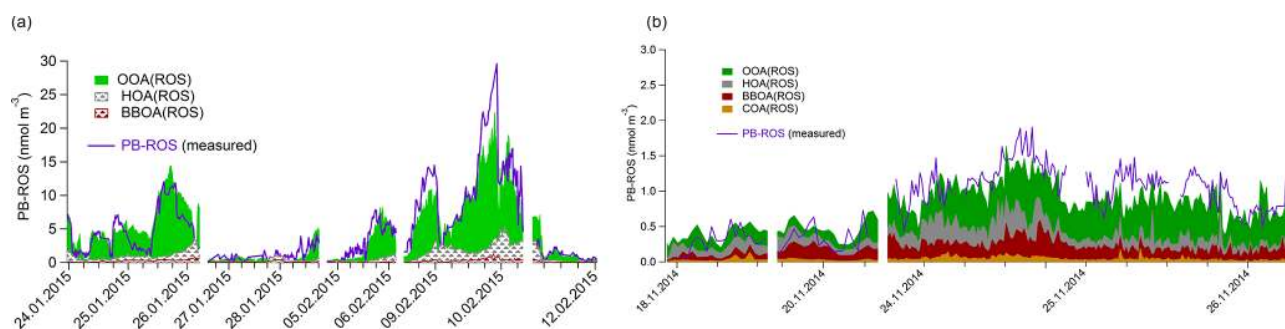 (a)
PB-ROS (nmol m⁻³)
30
25
20
15
10
5
0
OOA(ROS)
HOA(ROS)
BBOA(ROS)
PB-ROS (measured)
24.01.2015
25.01.2015
26.01.2015
27.01.2015
28.01.2015
05.02.2015
06.02.2015
09.02.2015
10.02.2015
12.02.2015
(b)
PB-ROS (nmol m⁻³)
3.0
2.5
2.0
1.5
1.0
0.5
0.0
OOA(ROS)
HOA(ROS)
BBOA(ROS)
COA(ROS)
PB-ROS (measured)
18.11.2014
20.11.2014
24.11.2014
25.11.2014
26.11.2014